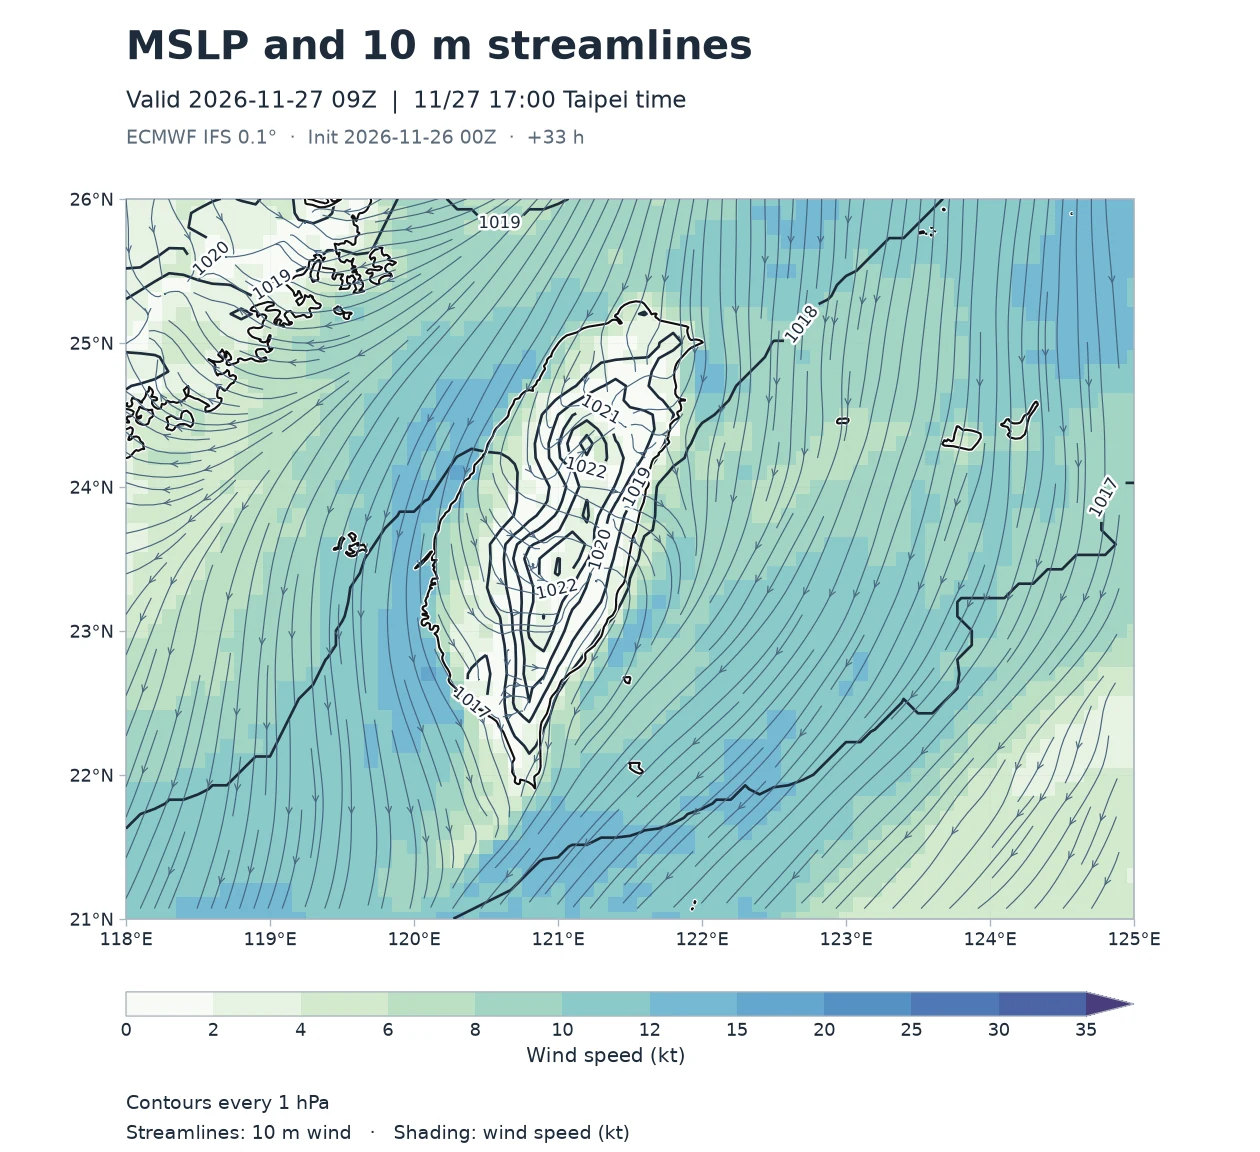 MSLP and 10 m streamlines
Valid 2026-11-27 09Z | 11/27 17:00 Taipei time
ECMWF IFS 0.1° · Init 2026-11-26 00Z · +33 h
26°N
25°N
24°N
23°N
22°N
21°N
1019
1020
1019
1018
1021
1022
1019
1017
1020
1022
1017
118°E 119°E 120°E 121°E 122°E 123°E 124°E 125°E
0 2 4 6 8 10 12 15 20 25 30 35
Wind speed (kt)
Contours every 1 hPa
Streamlines: 10 m wind · Shading: wind speed (kt)